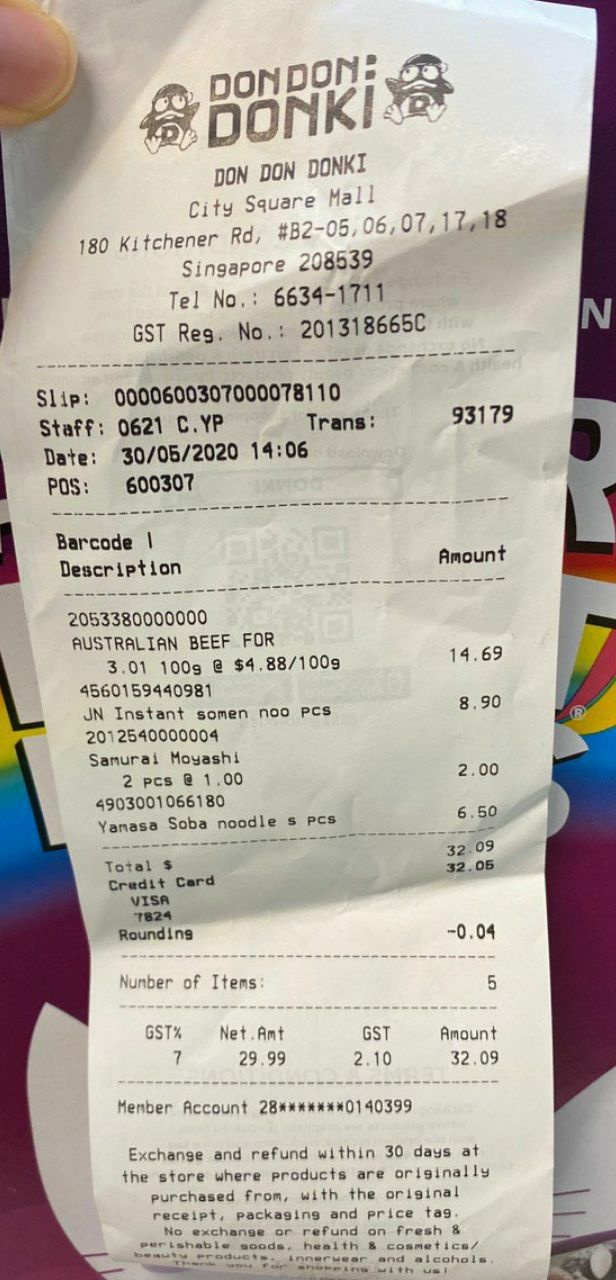 DON DON:
DONKi
DON DON DONKI
City Square Mall
180 Kitchener Rd, #B2-05,06,07,17,18
Singapore 208539
Tel No.: 6634-1711
GST Reg. No.: 201318665C
Slip: 0000600307000078110
Staff: 0621 C.YP Trans: 93179
Date: 30/05/2020 14:06
POS: 600307
Barcode |
Description Amount
2053380000000
AUSTRALIAN BEEF FOR
3.01 100g @ $4.88/100g 14.69
4560159440981
JN Instant somen noo pcs 8.90
2012540000004
Samurai Moyashi
2 pcs @ 1.00 2.00
4903001066180
Yamasa Soba noodle s pcs 6.50
Total $ 32.09
Credit Card 32.05
VISA
7824
Rounding -0.04
Number of Items: 5
GST% Net.Amt GST Amount
7 29.99 2.10 32.09
Member Account 28*******0140399
Exchange and refund within 30 days at
the store where products are originally
purchased from, with the original
receipt, packaging and price tag.
No exchange or refund on fresh &
perishable goods, health & cosmetics/
beauty products, innerwear and alcohols.
Thank you for shopping with us!